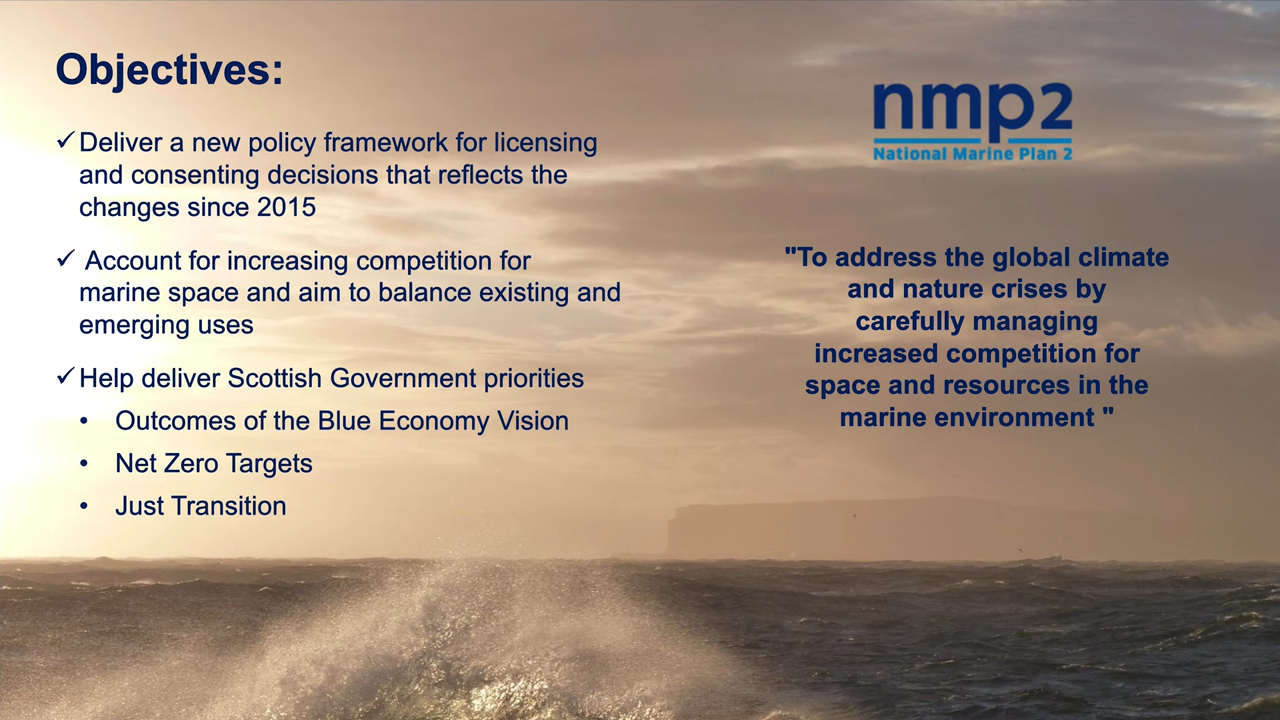 Objectives:
✓ Deliver a new policy framework for licensing
and consenting decisions that reflects the
changes since 2015
✓ Account for increasing competition for
marine space and aim to balance existing and
emerging uses
✓ Help deliver Scottish Government priorities
• Outcomes of the Blue Economy Vision
• Net Zero Targets
• Just Transition
nmp2
National Marine Plan 2
"To address the global climate
and nature crises by
carefully managing
increased competition for
space and resources in the
marine environment "